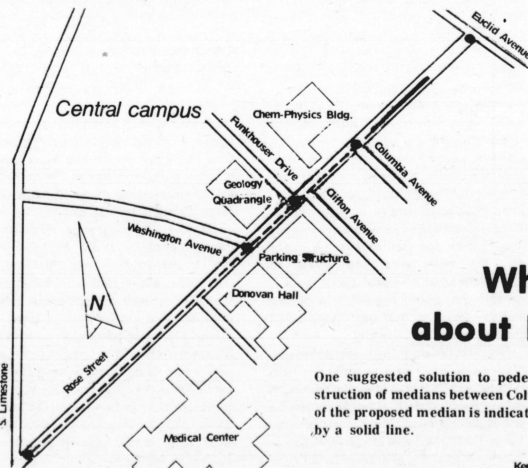 Euclid Avenue
Central campus
Chem-Physics Bldg.
Funkhouser Drive
Columbia Avenue
Geology
Quadrangle
Clifton Avenue
Washington Avenue
Parking Structure
Donovan Hall
N
Rose Street
S. Limestone
Medical Center
Wh
about
One suggested solution to pede
struction of medians between Col
of the proposed median is indicat
by a solid line.